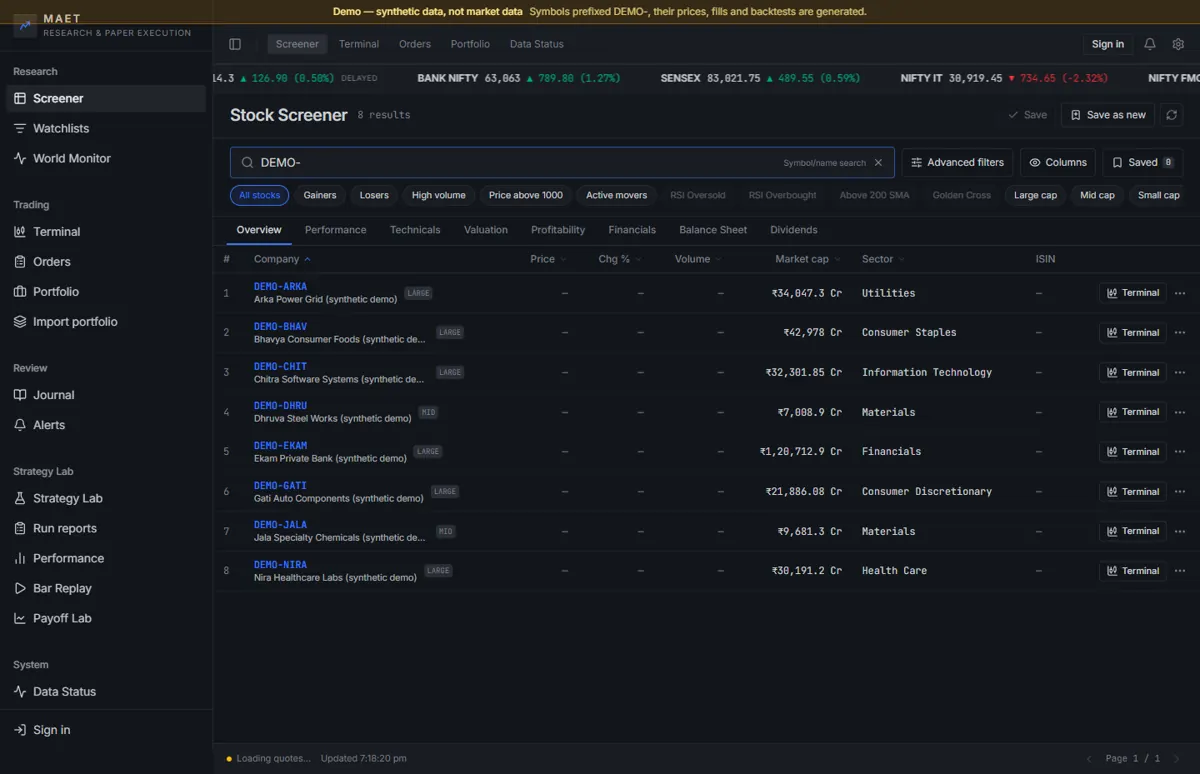 Demo — synthetic data, not market data Symbols prefixed DEMO-, their prices, fills and backtests are generated.
MAET
RESEARCH & PAPER EXECUTION
Research
Screener
Watchlists
World Monitor
Trading
Terminal
Orders
Portfolio
Import portfolio
Review
Journal
Alerts
Strategy Lab
Strategy Lab
Run reports
Performance
Bar Replay
Payoff Lab
System
Data Status
Sign in
Screener Terminal Orders Portfolio Data Status Sign in
14.3 ▲ 126.90 (0.50%) DELAYED BANK NIFTY 63,063 ▲ 789.80 (1.27%) SENSEX 83,021.75 ▲ 489.55 (0.59%) NIFTY IT 30,919.45 ▼ 734.65 (-2.32%) NIFTY FMC
Stock Screener 8 results Save Save as new
DEMO- Symbol/name search Advanced filters Columns Saved 8
All stocks Gainers Losers High volume Price above 1000 Active movers RSI Oversold RSI Overbought Above 200 SMA Golden Cross Large cap Mid cap Small cap
Overview Performance Technicals Valuation Profitability Financials Balance Sheet Dividends
# Company Price Chg % Volume Market cap Sector ISIN
1 DEMO-ARKA — — — ₹34,047.3 Cr Utilities — Terminal ...
Arka Power Grid (synthetic demo) LARGE
2 DEMO-BHAV — — — ₹42,978 Cr Consumer Staples — Terminal ...
Bhavya Consumer Foods (synthetic de... LARGE
3 DEMO-CHIT — — — ₹32,301.85 Cr Information Technology — Terminal ...
Chitra Software Systems (synthetic de... LARGE
4 DEMO-DHRU — — — ₹7,008.9 Cr Materials — Terminal ...
Dhruva Steel Works (synthetic demo) MID
5 DEMO-EKAM — — — ₹1,20,712.9 Cr Financials — Terminal ...
Ekam Private Bank (synthetic demo) LARGE
6 DEMO-GATI — — — ₹21,886.08 Cr Consumer Discretionary — Terminal ...
Gati Auto Components (synthetic demo) LARGE
7 DEMO-JALA — — — ₹9,681.3 Cr Materials — Terminal ...
Jala Specialty Chemicals (synthetic de... MID
8 DEMO-NIRA — — — ₹30,191.2 Cr Health Care — Terminal ...
Nira Healthcare Labs (synthetic demo) LARGE
Loading quotes... Updated 7:18:20 pm Page 1 / 1